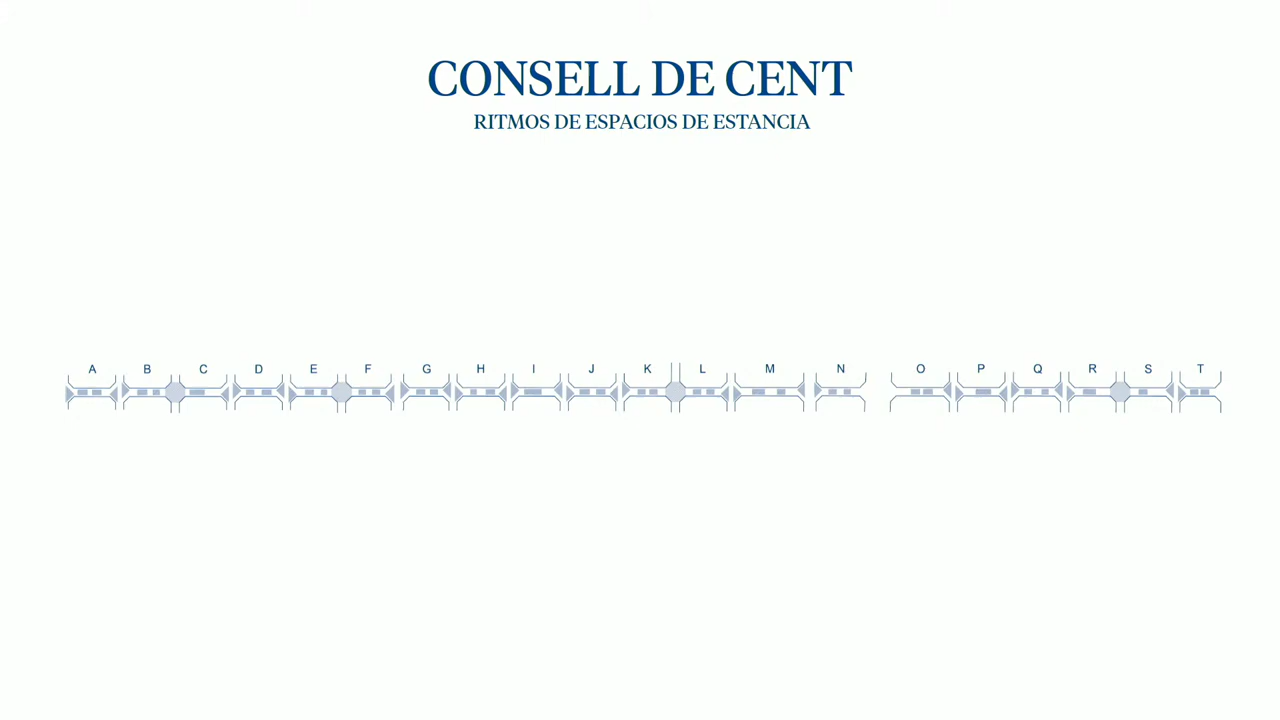 CONSELL DE CENT
RITMOS DE ESPACIOS DE ESTANCIA
A B C D E F G H I J K L M N O P Q R S T